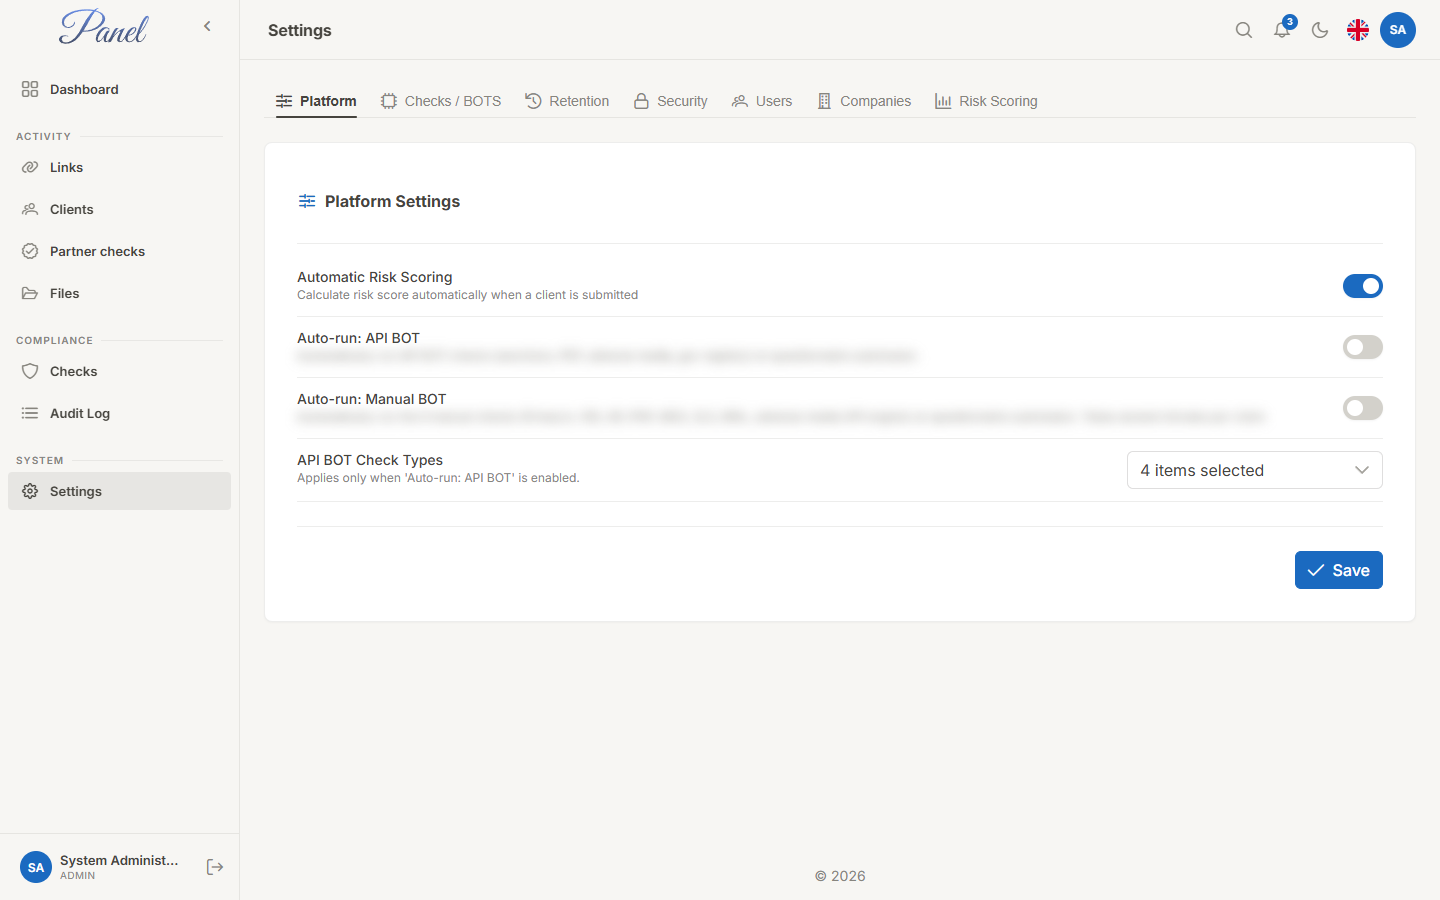 Panel
Dashboard
ACTIVITY
Links
Clients
Partner checks
Files
COMPLIANCE
Checks
Audit Log
SYSTEM
Settings
SA
System Administ...
ADMIN
Settings
3
SA
Platform
Checks / BOTS
Retention
Security
Users
Companies
Risk Scoring
Platform Settings
Automatic Risk Scoring
Calculate risk score automatically when a client is submitted
Auto-run: API BOT
Auto-run: Manual BOT
API BOT Check Types
Applies only when 'Auto-run: API BOT' is enabled.
4 items selected
Save
© 2026